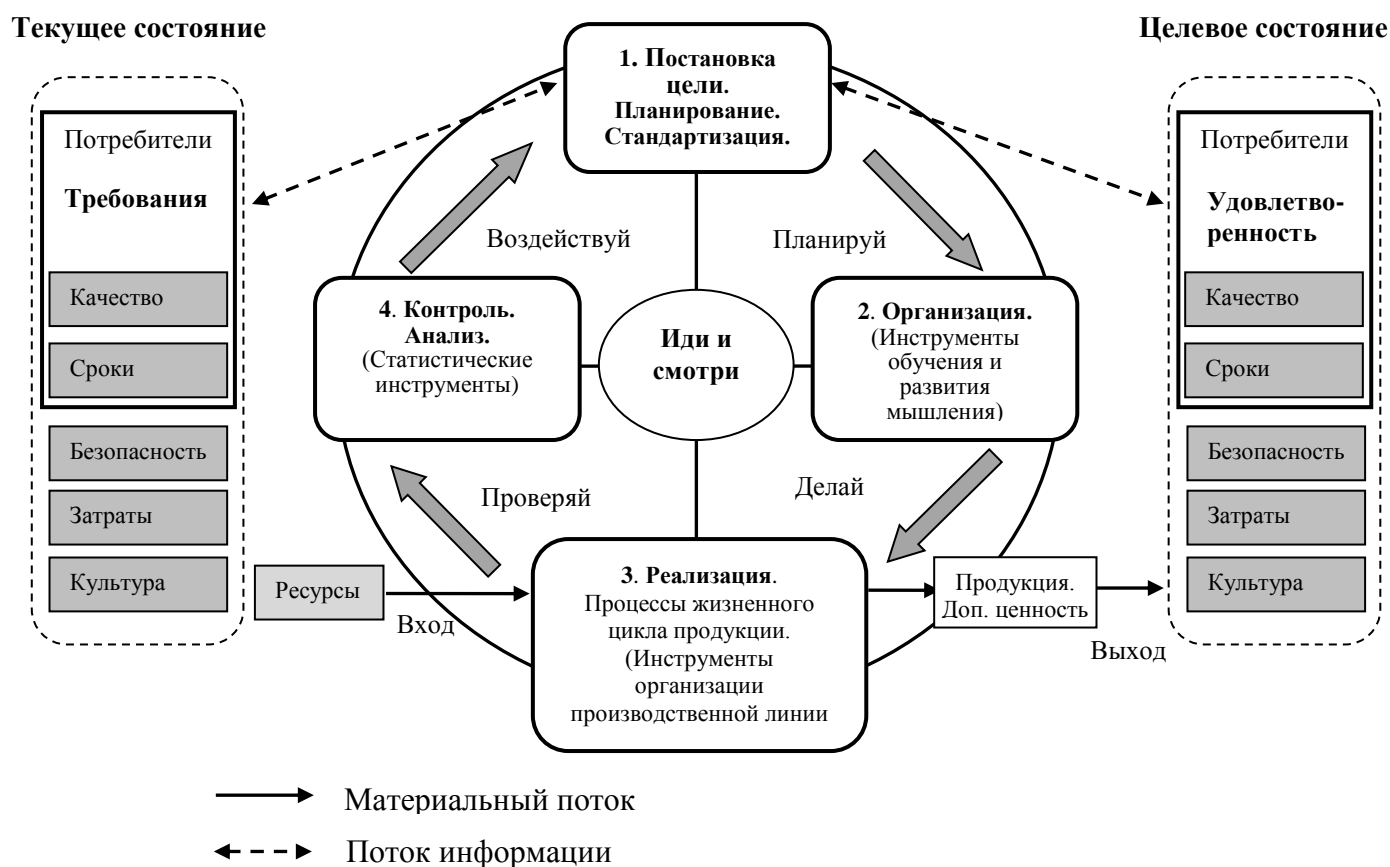 Текущее состояние
Целевое состояние
Потребители
Требования
Качество
Сроки
Безопасность
Затраты
Культура
1. Постановка
цели.
Планирование.
Стандартизация.
Воздействуй
Планируй
4. Контроль.
Анализ.
(Статистические
инструменты)
Иди и
смотри
2. Организация.
(Инструменты
обучения и
развития
мышления)
Проверяй
Делай
Ресурсы
Вход
3. Реализация.
Процессы жизненного
цикла продукции.
(Инструменты
организации
производственной линии
Продукция.
Доп. ценность
Выход
Потребители
Удовлетво-
ренность
Качество
Сроки
Безопасность
Затраты
Культура
Материальный поток
Поток информации